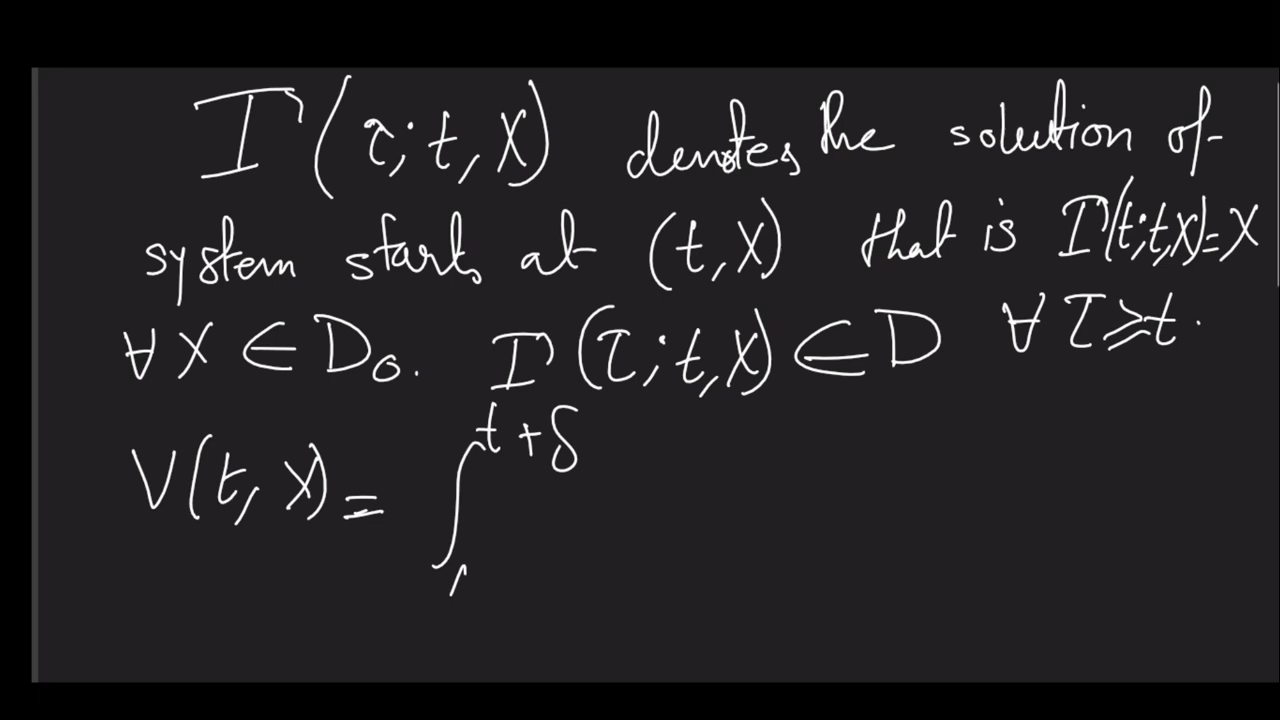 Γ(τ; t, X) denotes the solution of
system starts at (t, X) that is Γ(t; t, X) = X
∀ X ∈ D₀. Γ(τ; t, X) ∈ D ∀ τ ≥ t.
V(t, X) = ∫^{t+δ}